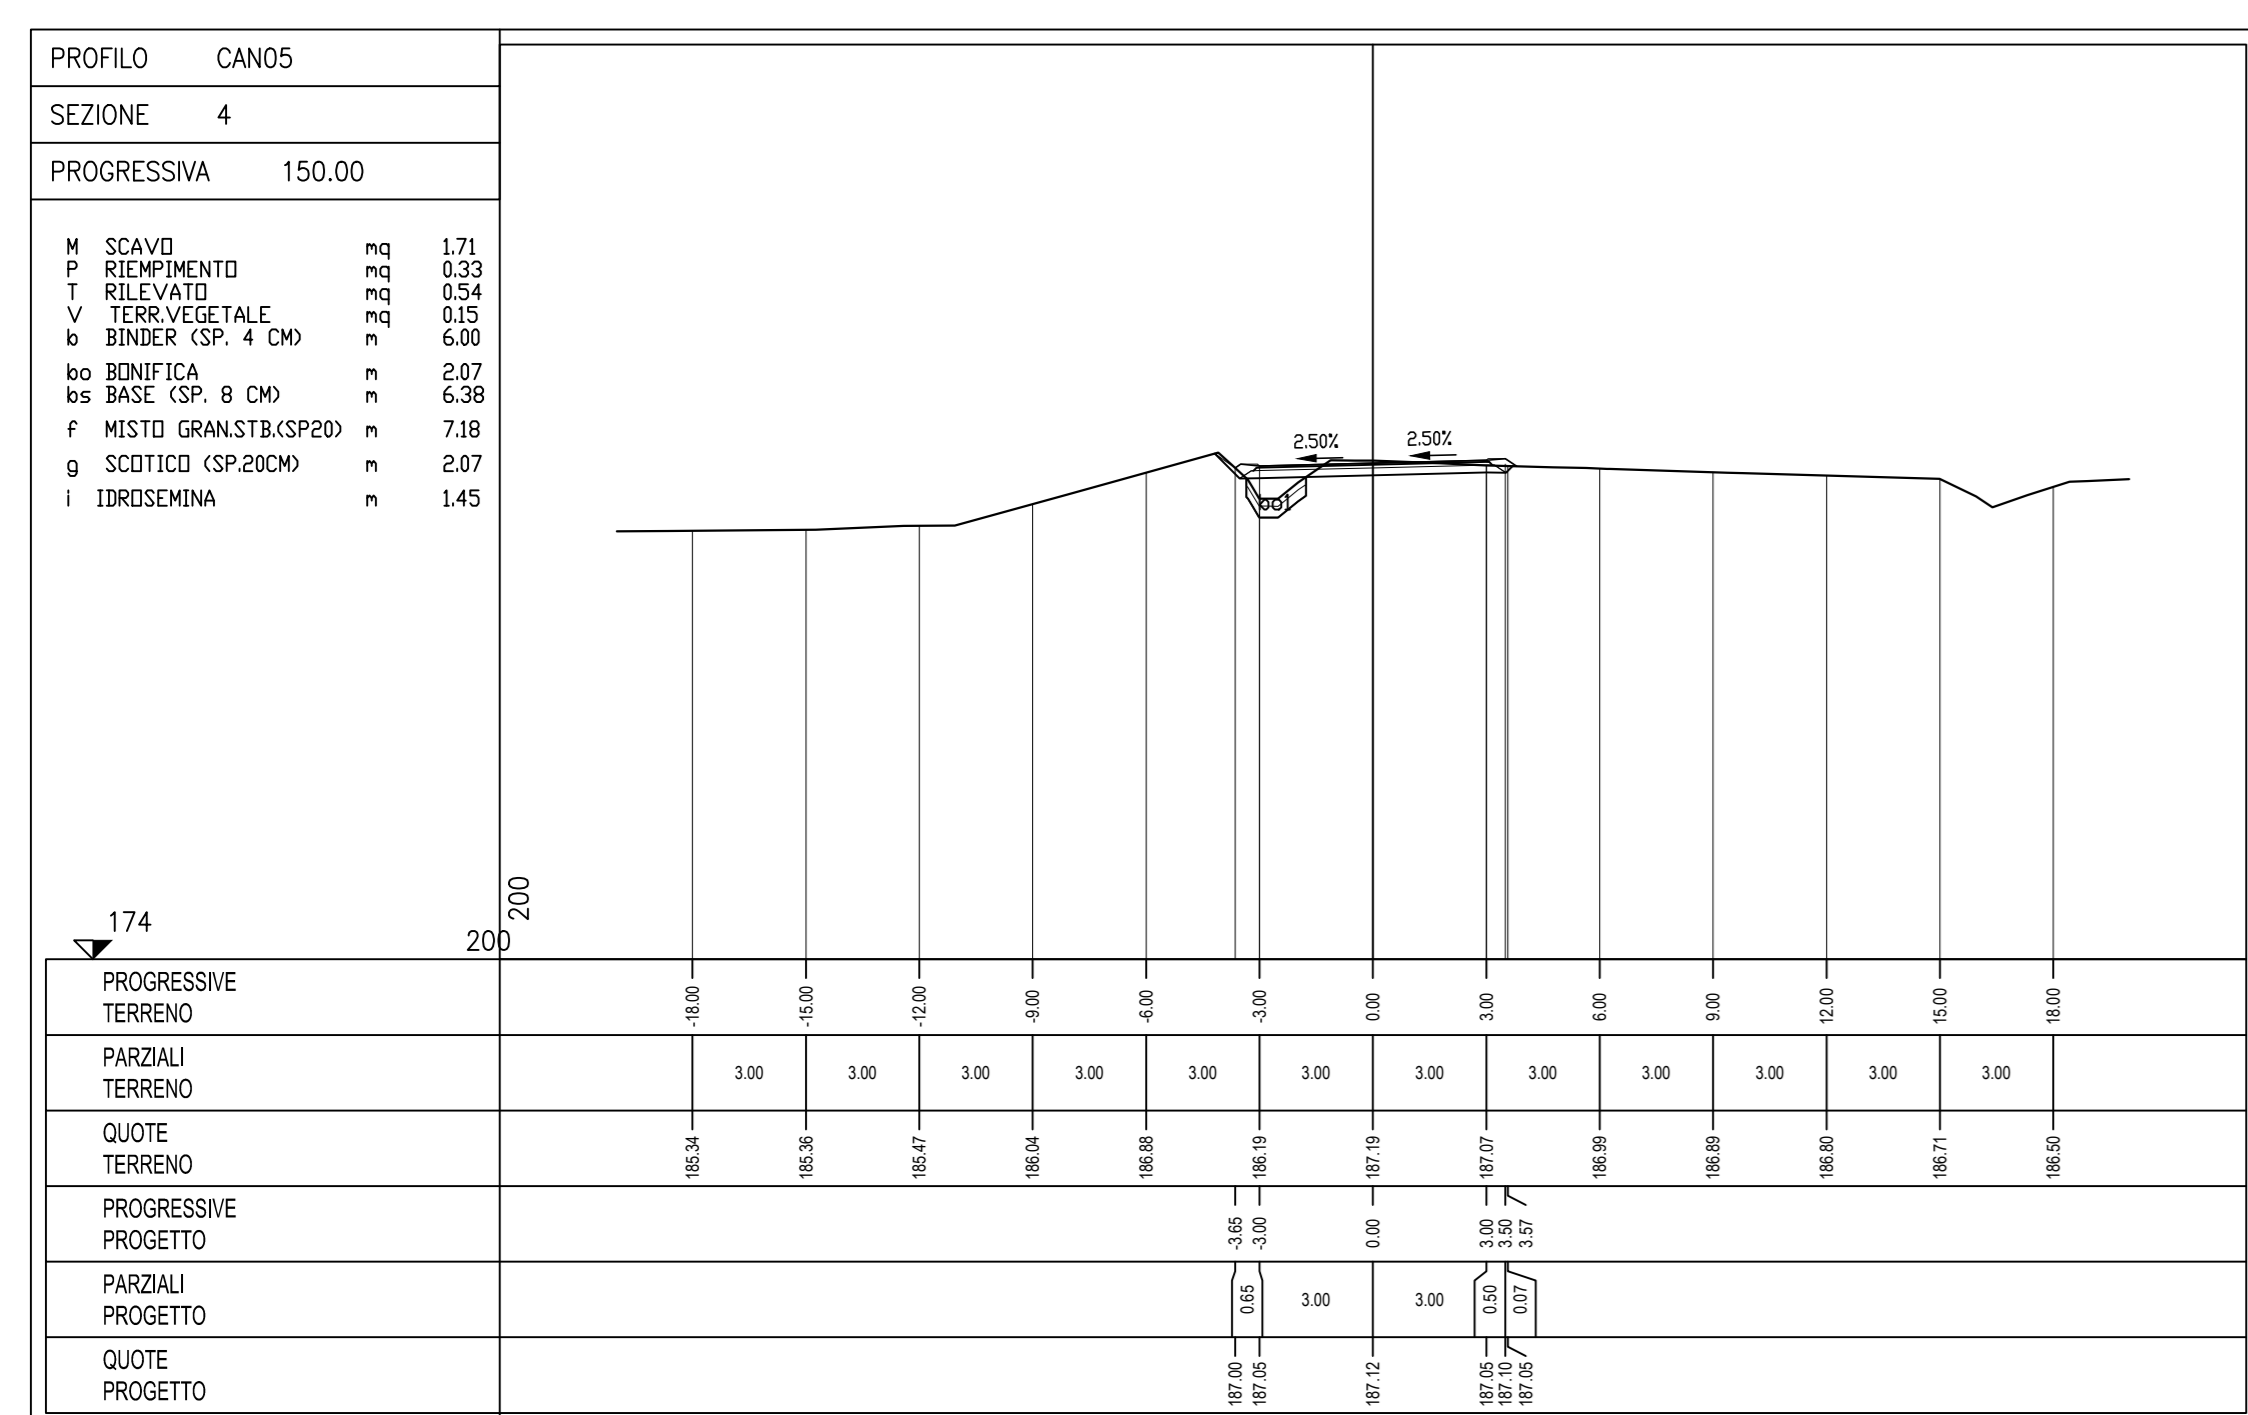 PROFILO CAN05
SEZIONE 4
PROGRESSIVA 150.00
M SCAVO mq 1.71
P RIEMPIMENTO mq 0.33
T RILEVATO mq 0.54
V TERR.VEGETALE mq 0.15
b BINDER (SP. 4 CM) m 6.00
bo BONIFICA m 2.07
bs BASE (SP. 8 CM) m 6.38
f MISTO GRAN.STB.(SP20) m 7.18
g SCOTICO (SP.20CM) m 2.07
i IDROSEMINA m 1.45
2.50% 2.50%
bo1
174
200
200
PROGRESSIVE
TERRENO
-18.00 -15.00 -12.00 -9.00 -6.00 -3.00 0.00 3.00 6.00 9.00 12.00 15.00 18.00
PARZIALI
TERRENO
3.00 3.00 3.00 3.00 3.00 3.00 3.00 3.00 3.00 3.00 3.00 3.00
QUOTE
TERRENO
185.34 185.36 185.47 186.04 186.88 186.19 187.19 187.07 186.99 186.89 186.80 186.71 186.50
PROGRESSIVE
PROGETTO
-3.65 -3.00 0.00 3.00 3.50 3.57
PARZIALI
PROGETTO
0.65 3.00 3.00 0.50 0.07
QUOTE
PROGETTO
187.00 187.05 187.12 187.05 187.10 187.05